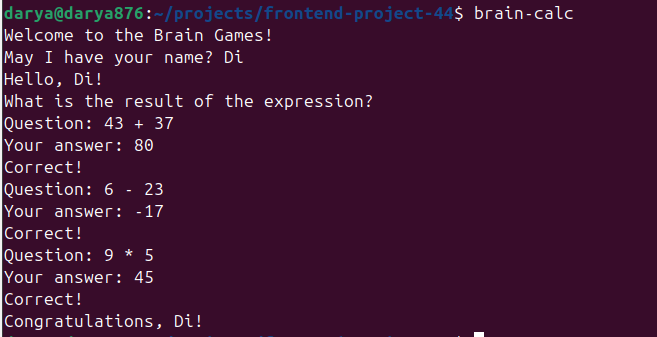 darya@darya876:~/projects/frontend-project-44$ brain-calc
Welcome to the Brain Games!
May I have your name? Di
Hello, Di!
What is the result of the expression?
Question: 43 + 37
Your answer: 80
Correct!
Question: 6 - 23
Your answer: -17
Correct!
Question: 9 * 5
Your answer: 45
Correct!
Congratulations, Di!